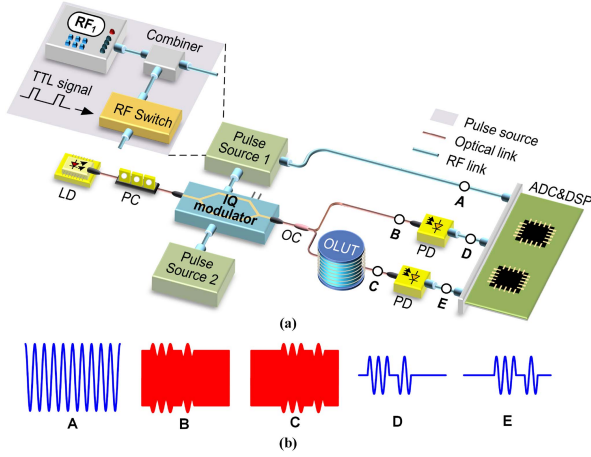 RF1
Combiner
TTL signal
RF Switch
Pulse Source 1
Pulse source
Optical link
RF link
LD
PC
IQ modulator
OC
OLUT
A
B
PD
D
C
PD
E
ADC&DSP
Pulse Source 2
(a)
A
B
C
D
E
(b)